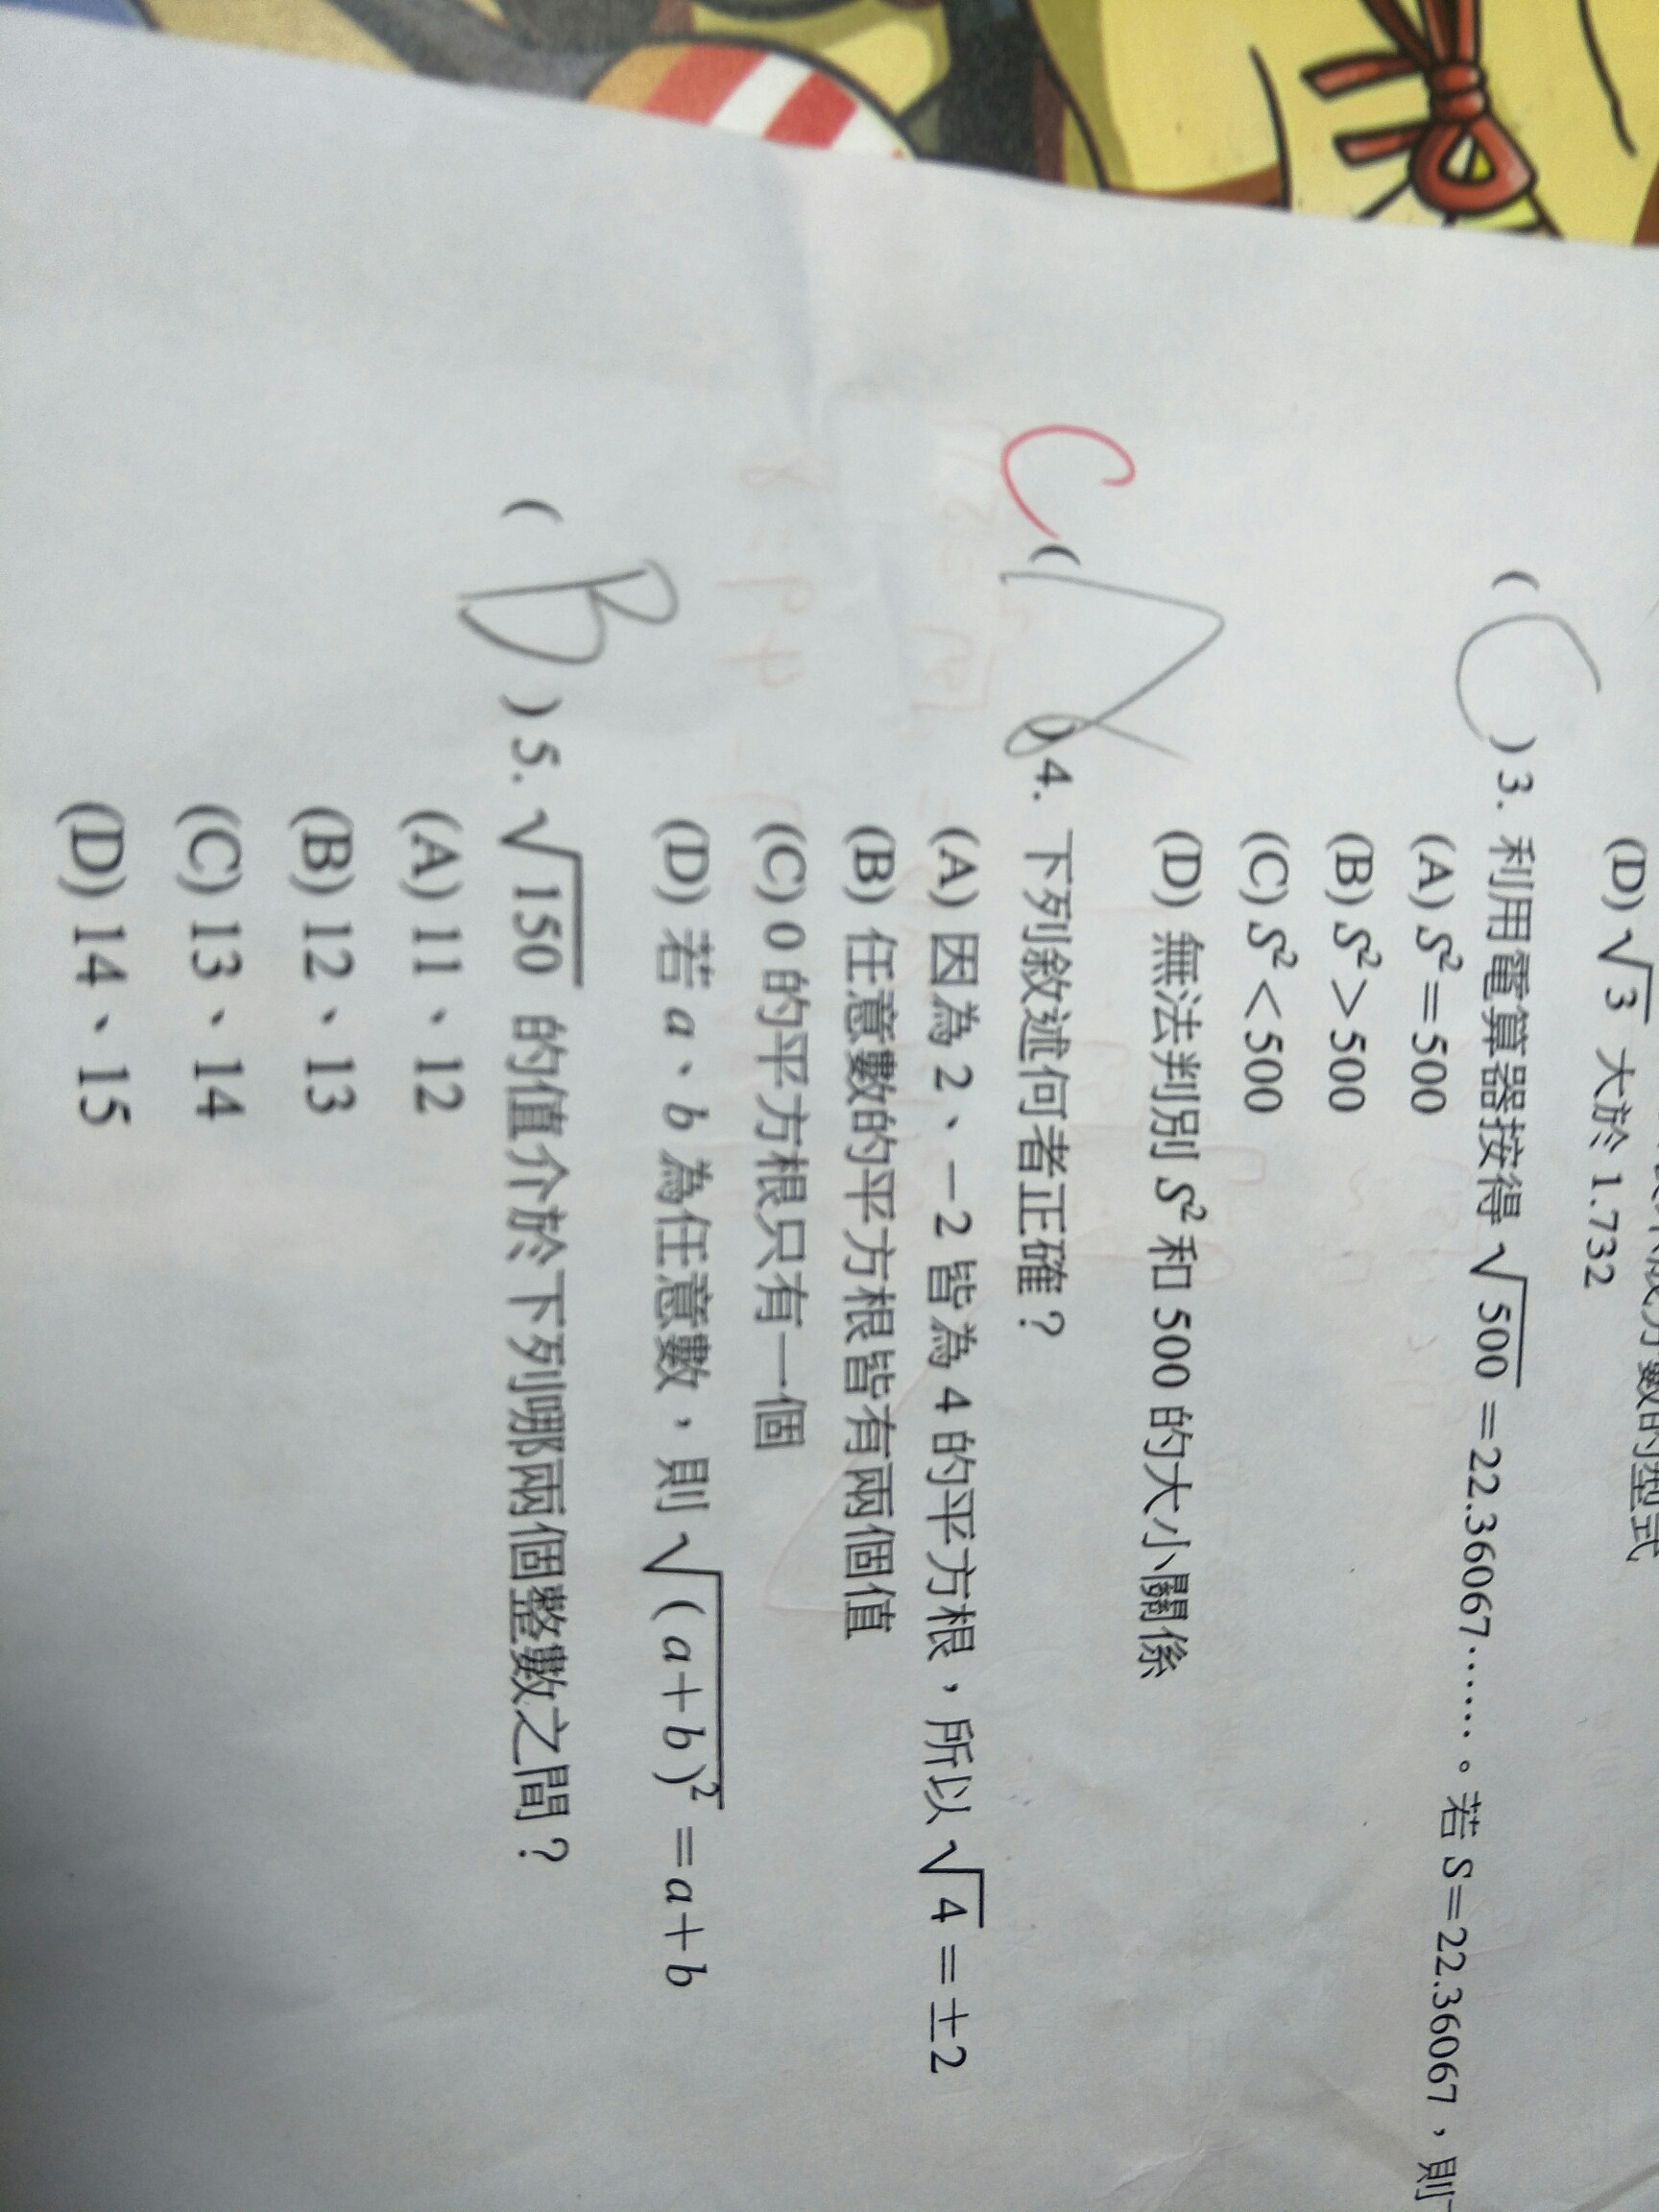 (D) √3 大於 1.732
( C ) 3. 利用電算器按得 √500 =22.36067……。若 S=22.36067，則
(A) S²=500
(B) S²>500
(C) S²<500
(D) 無法判別 S² 和 500 的大小關係
C ( ) 4. 下列敘述何者正確？
(A) 因為 2、−2 皆為 4 的平方根，所以 √4 = ±2
(B) 任意數的平方根皆有兩個值
(C) 0 的平方根只有一個
(D) 若 a、b 為任意數，則 √(a+b)² =a+b
( B ) 5. √150 的值介於下列哪兩個整數之間？
(A) 11、12
(B) 12、13
(C) 13、14
(D) 14、15